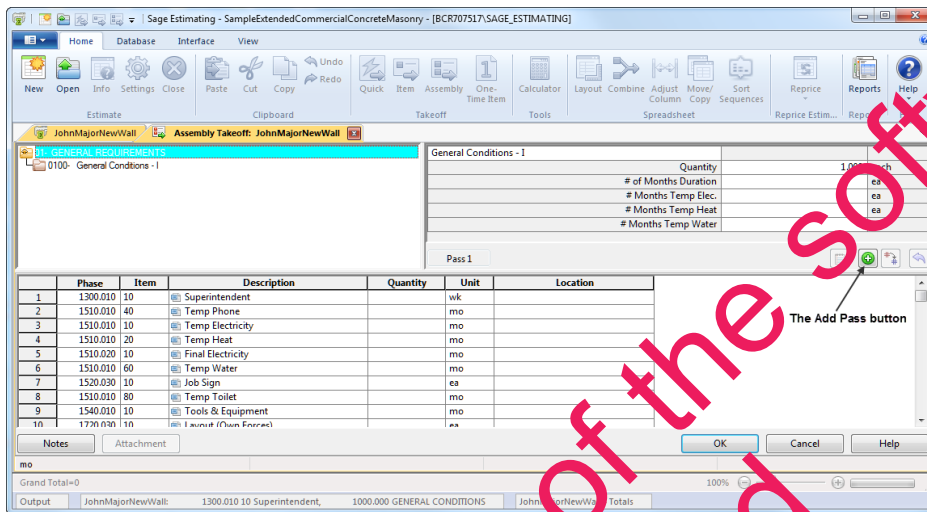 Sage Estimating - SampleExtendedCommercialConcreteMasonry - [BCR707517\SAGE_ESTIMATING]
Home Database Interface View
New Open Info Settings Close Paste Cut Copy Undo Redo Quick Item Assembly One-Time Item Calculator Layout Combine Adjust Column Move/Copy Sort Sequences Reprice Reports Help
Estimate Clipboard Takeoff Tools Spreadsheet Reprice Estim... Rep
JohnMajorNewWall Assembly Takeoff: JohnMajorNewWall
01- GENERAL REQUIREMENTS
0100- General Conditions - I
General Conditions - I
Quantity
# of Months Duration ea
# Months Temp Elec. ea
# Months Temp Heat ea
# Months Temp Water
Pass 1
The Add Pass button
Phase Item Description Quantity Unit Location
1 1300.010 10 Superintendent wk
2 1510.010 40 Temp Phone mo
3 1510.010 10 Temp Electricity mo
4 1510.010 20 Temp Heat mo
5 1510.020 10 Final Electricity mo
6 1510.010 60 Temp Water mo
7 1520.030 10 Job Sign ea
8 1510.010 80 Temp Toilet mo
9 1540.010 10 Tools & Equipment mo
10 1720.030 10 Layout (Own Forces) ea
Notes Attachment OK Cancel Help
mo
Grand Total=0 100%
Output JohnMajorNewWall: 1300.010 10 Superintendent, 1000.000 GENERAL CONDITIONS Totals
of the sof
d